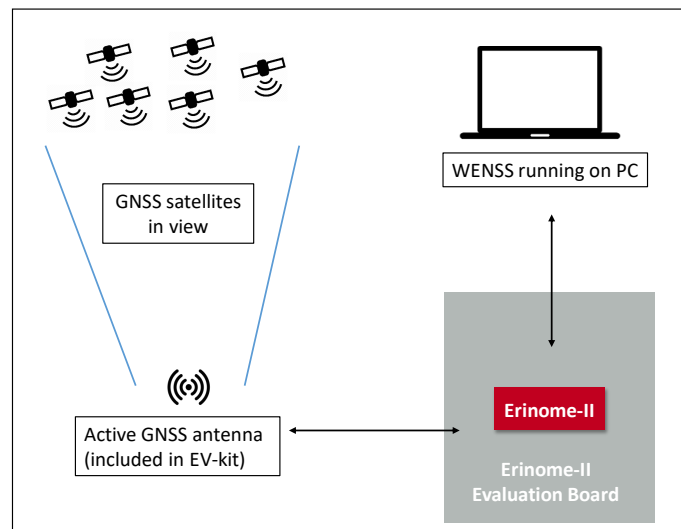 GNSS satellites
in view
WENSS running on PC
Active GNSS antenna
(included in EV-kit)
Erinome-II
Erinome-II
Evaluation Board